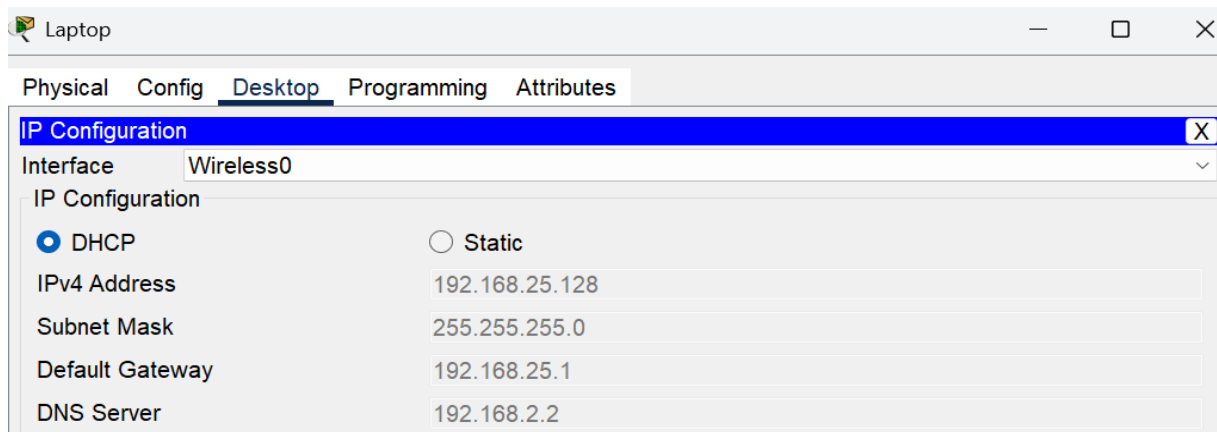 Laptop
Physical Config Desktop Programming Attributes
IP Configuration X
Interface Wireless0
IP Configuration
DHCP Static
IPv4 Address 192.168.25.128
Subnet Mask 255.255.255.0
Default Gateway 192.168.25.1
DNS Server 192.168.2.2